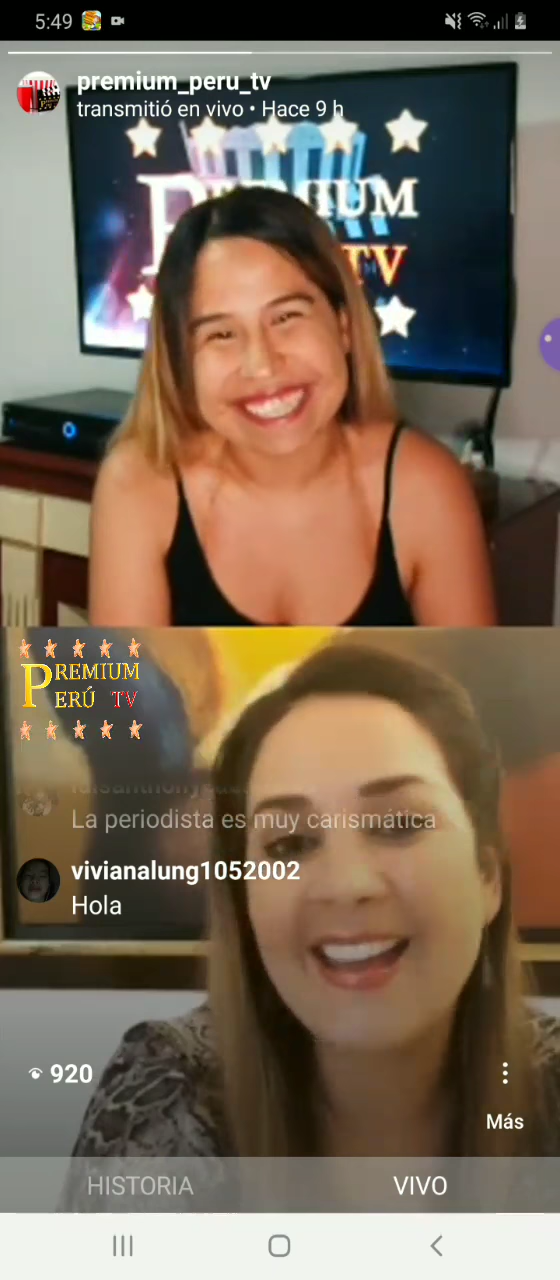 5:49
premium_peru_tv
transmitió en vivo • Hace 9 h
PREMIUM
TV
PREMIUM
PERÚ TV
La periodista es muy carismática
vivianalung1052002
Hola
920
Más
HISTORIA
VIVO